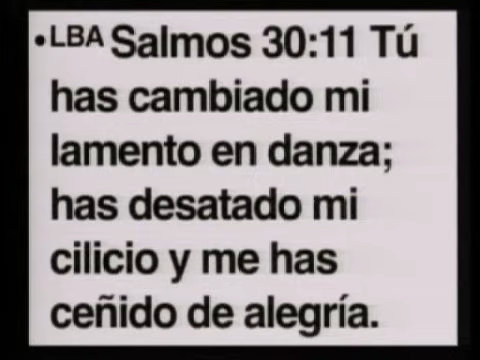 •LBA Salmos 30:11 Tú
has cambiado mi
lamento en danza;
has desatado mi
cilicio y me has
ceñido de alegría.